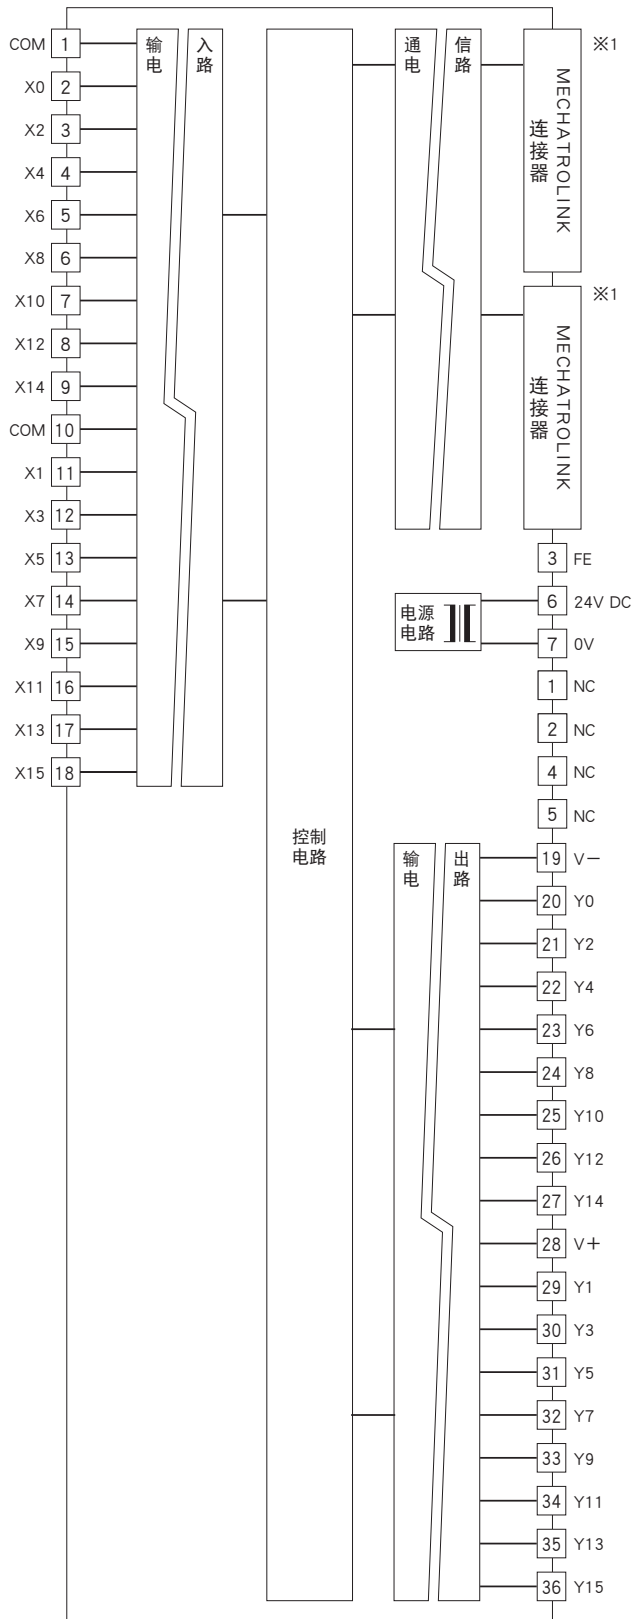 COM 1
X0 2
X2 3
X4 4
X6 5
X8 6
X10 7
X12 8
X14 9
COM 10
X1 11
X3 12
X5 13
X7 14
X9 15
X11 16
X13 17
X15 18
输入
电路
控制
电路
通信
电路
MECHATROLINK
连接器
※1
MECHATROLINK
连接器
※1
3 FE
电源
电路
6 24V DC
7 0V
1 NC
2 NC
4 NC
5 NC
输出
电路
19 V−
20 Y0
21 Y2
22 Y4
23 Y6
24 Y8
25 Y10
26 Y12
27 Y14
28 V+
29 Y1
30 Y3
31 Y5
32 Y7
33 Y9
34 Y11
35 Y13
36 Y15